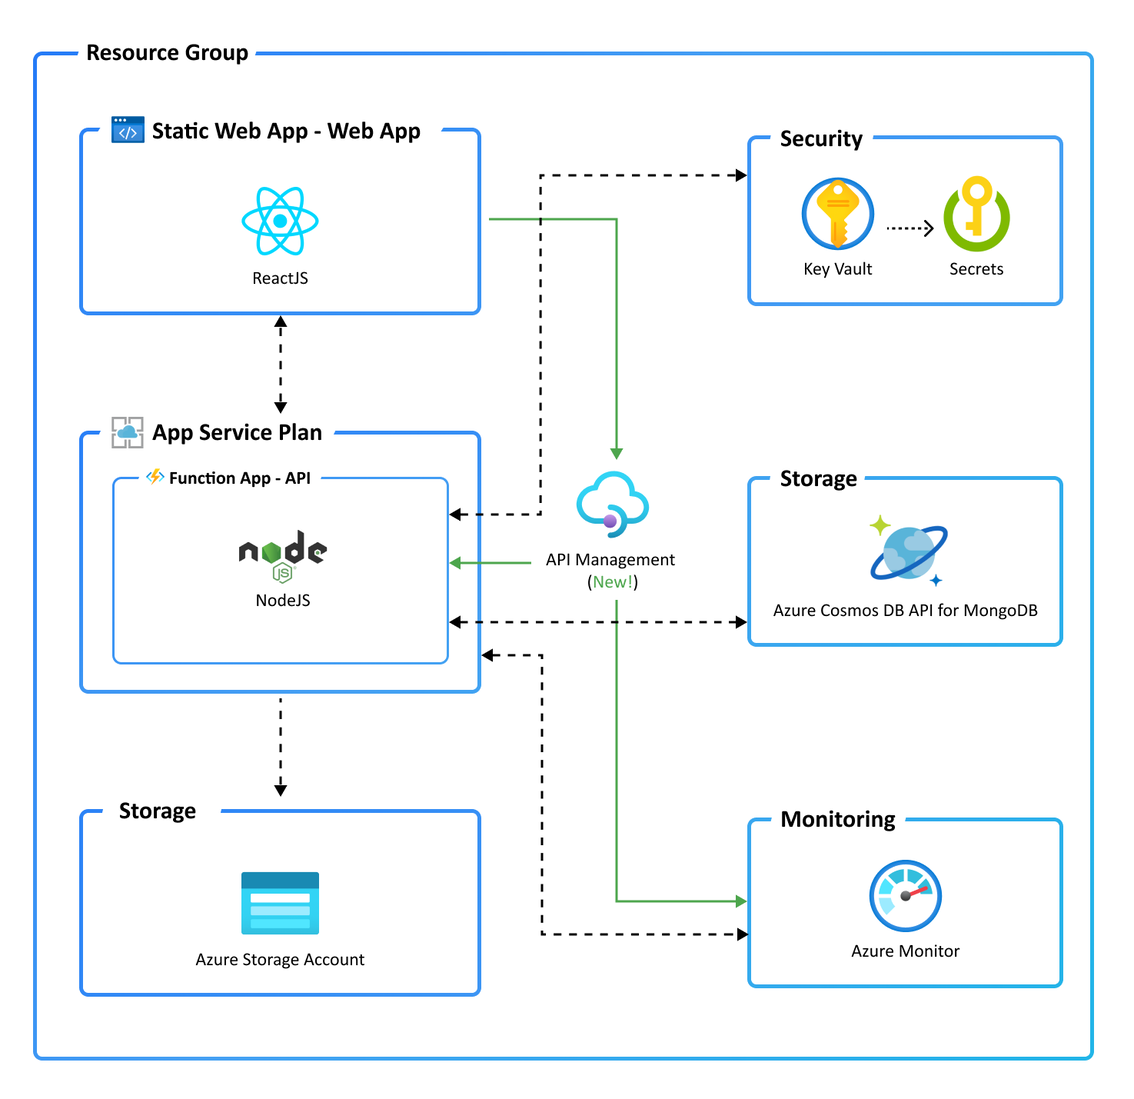 Resource Group
Static Web App - Web App
ReactJS
Security
Key Vault
Secrets
App Service Plan
Function App - API
node
JS
NodeJS
API Management
(New!)
Storage
Azure Cosmos DB API for MongoDB
Storage
Azure Storage Account
Monitoring
Azure Monitor